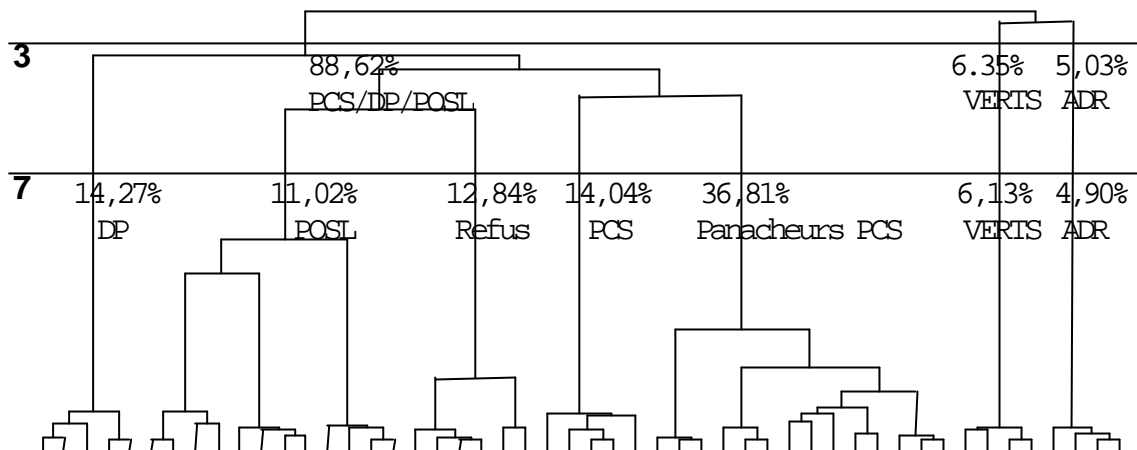 3
88,62% 6.35% 5,03%
PCS/DP/POSL VERTS ADR
7
14,27% 11,02% 12,84% 14,04% 36,81% 6,13% 4,90%
DP POSL Refus PCS Panacheurs PCS VERTS ADR